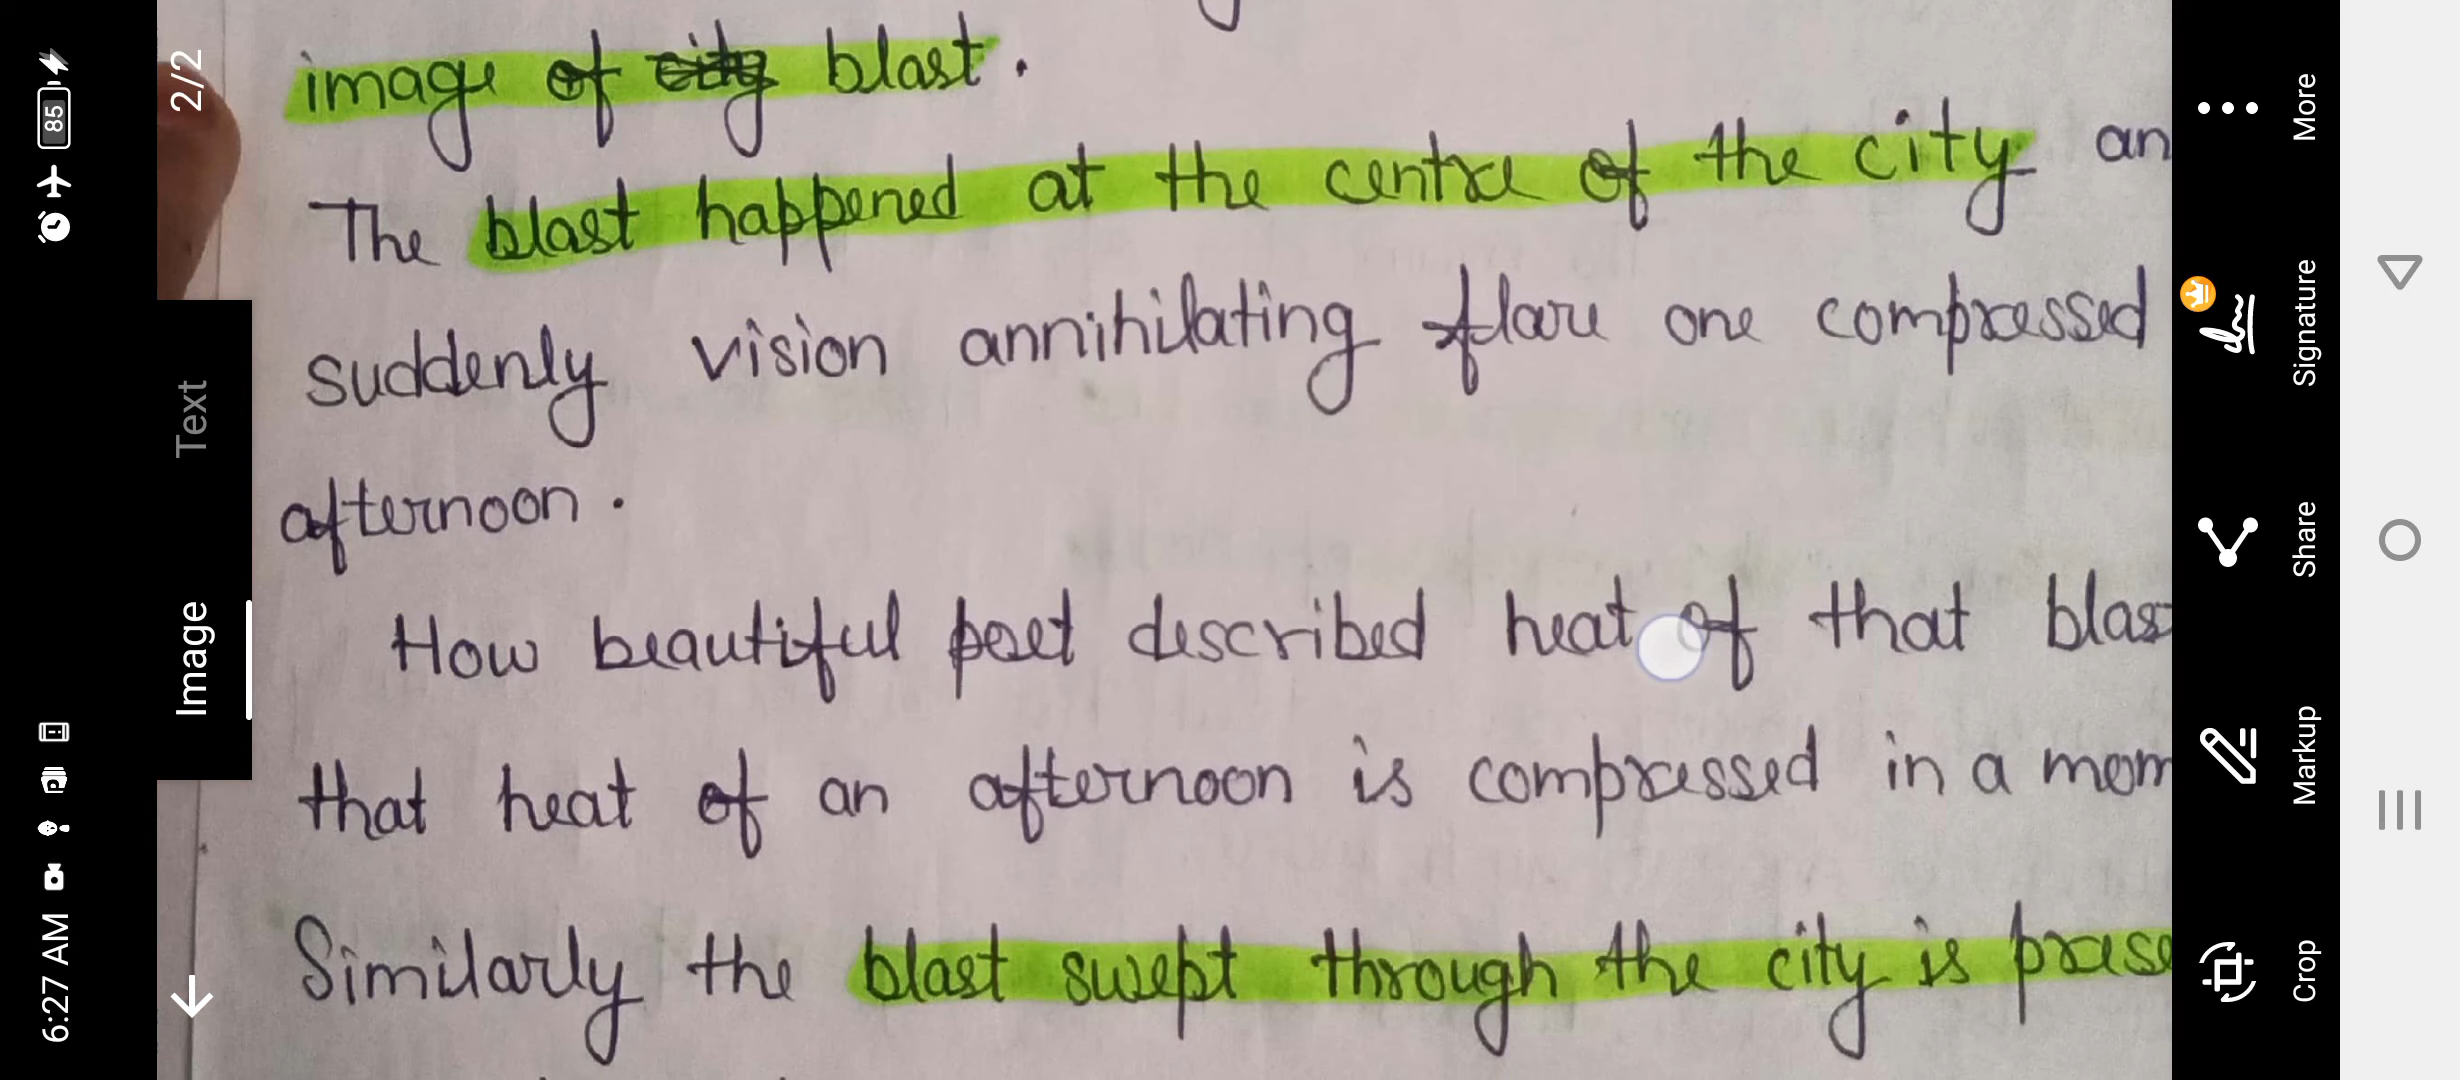 image of city blast.
The blast happened at the centre of the city an
suddenly vision annihilating flare one compressed
afternoon.
How beautiful poet described heat of that blas
that heat of an afternoon is compressed in a mom
Similarly the blast swept through the city is prese
85
6:27 AM
2/2
Text
Image
More
Signature
Share
Markup
Crop